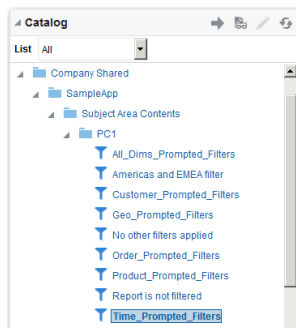 Catalog
List All
Company Shared
SampleApp
Subject Area Contents
PC1
All_Dims_Prompted_Filters
Americas and EMEA filter
Customer_Prompted_Filters
Geo_Prompted_Filters
No other filters applied
Order_Prompted_Filters
Product_Prompted_Filters
Report is not filtered
Time_Prompted_Filters